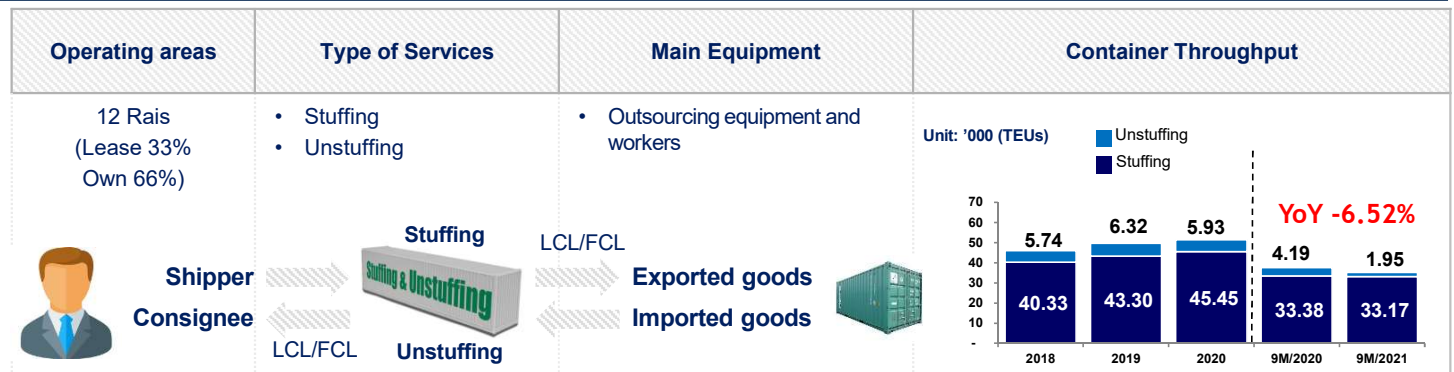 Operating areas
Type of Services
Main Equipment
Container Throughput
12 Rais
(Lease 33%
Own 66%)
• Stuffing
• Unstuffing
• Outsourcing equipment and
workers
Shipper
Consignee
LCL/FCL
Stuffing
Stuffing & Unstuffing
Unstuffing
LCL/FCL
Exported goods
Imported goods
Unit: ’000 (TEUs)
Unstuffing
Stuffing
YoY -6.52%
70
60
50
40
30
20
10
-
5.74
6.32
5.93
4.19
1.95
40.33
43.30
45.45
33.38
33.17
2018
2019
2020
9M/2020
9M/2021